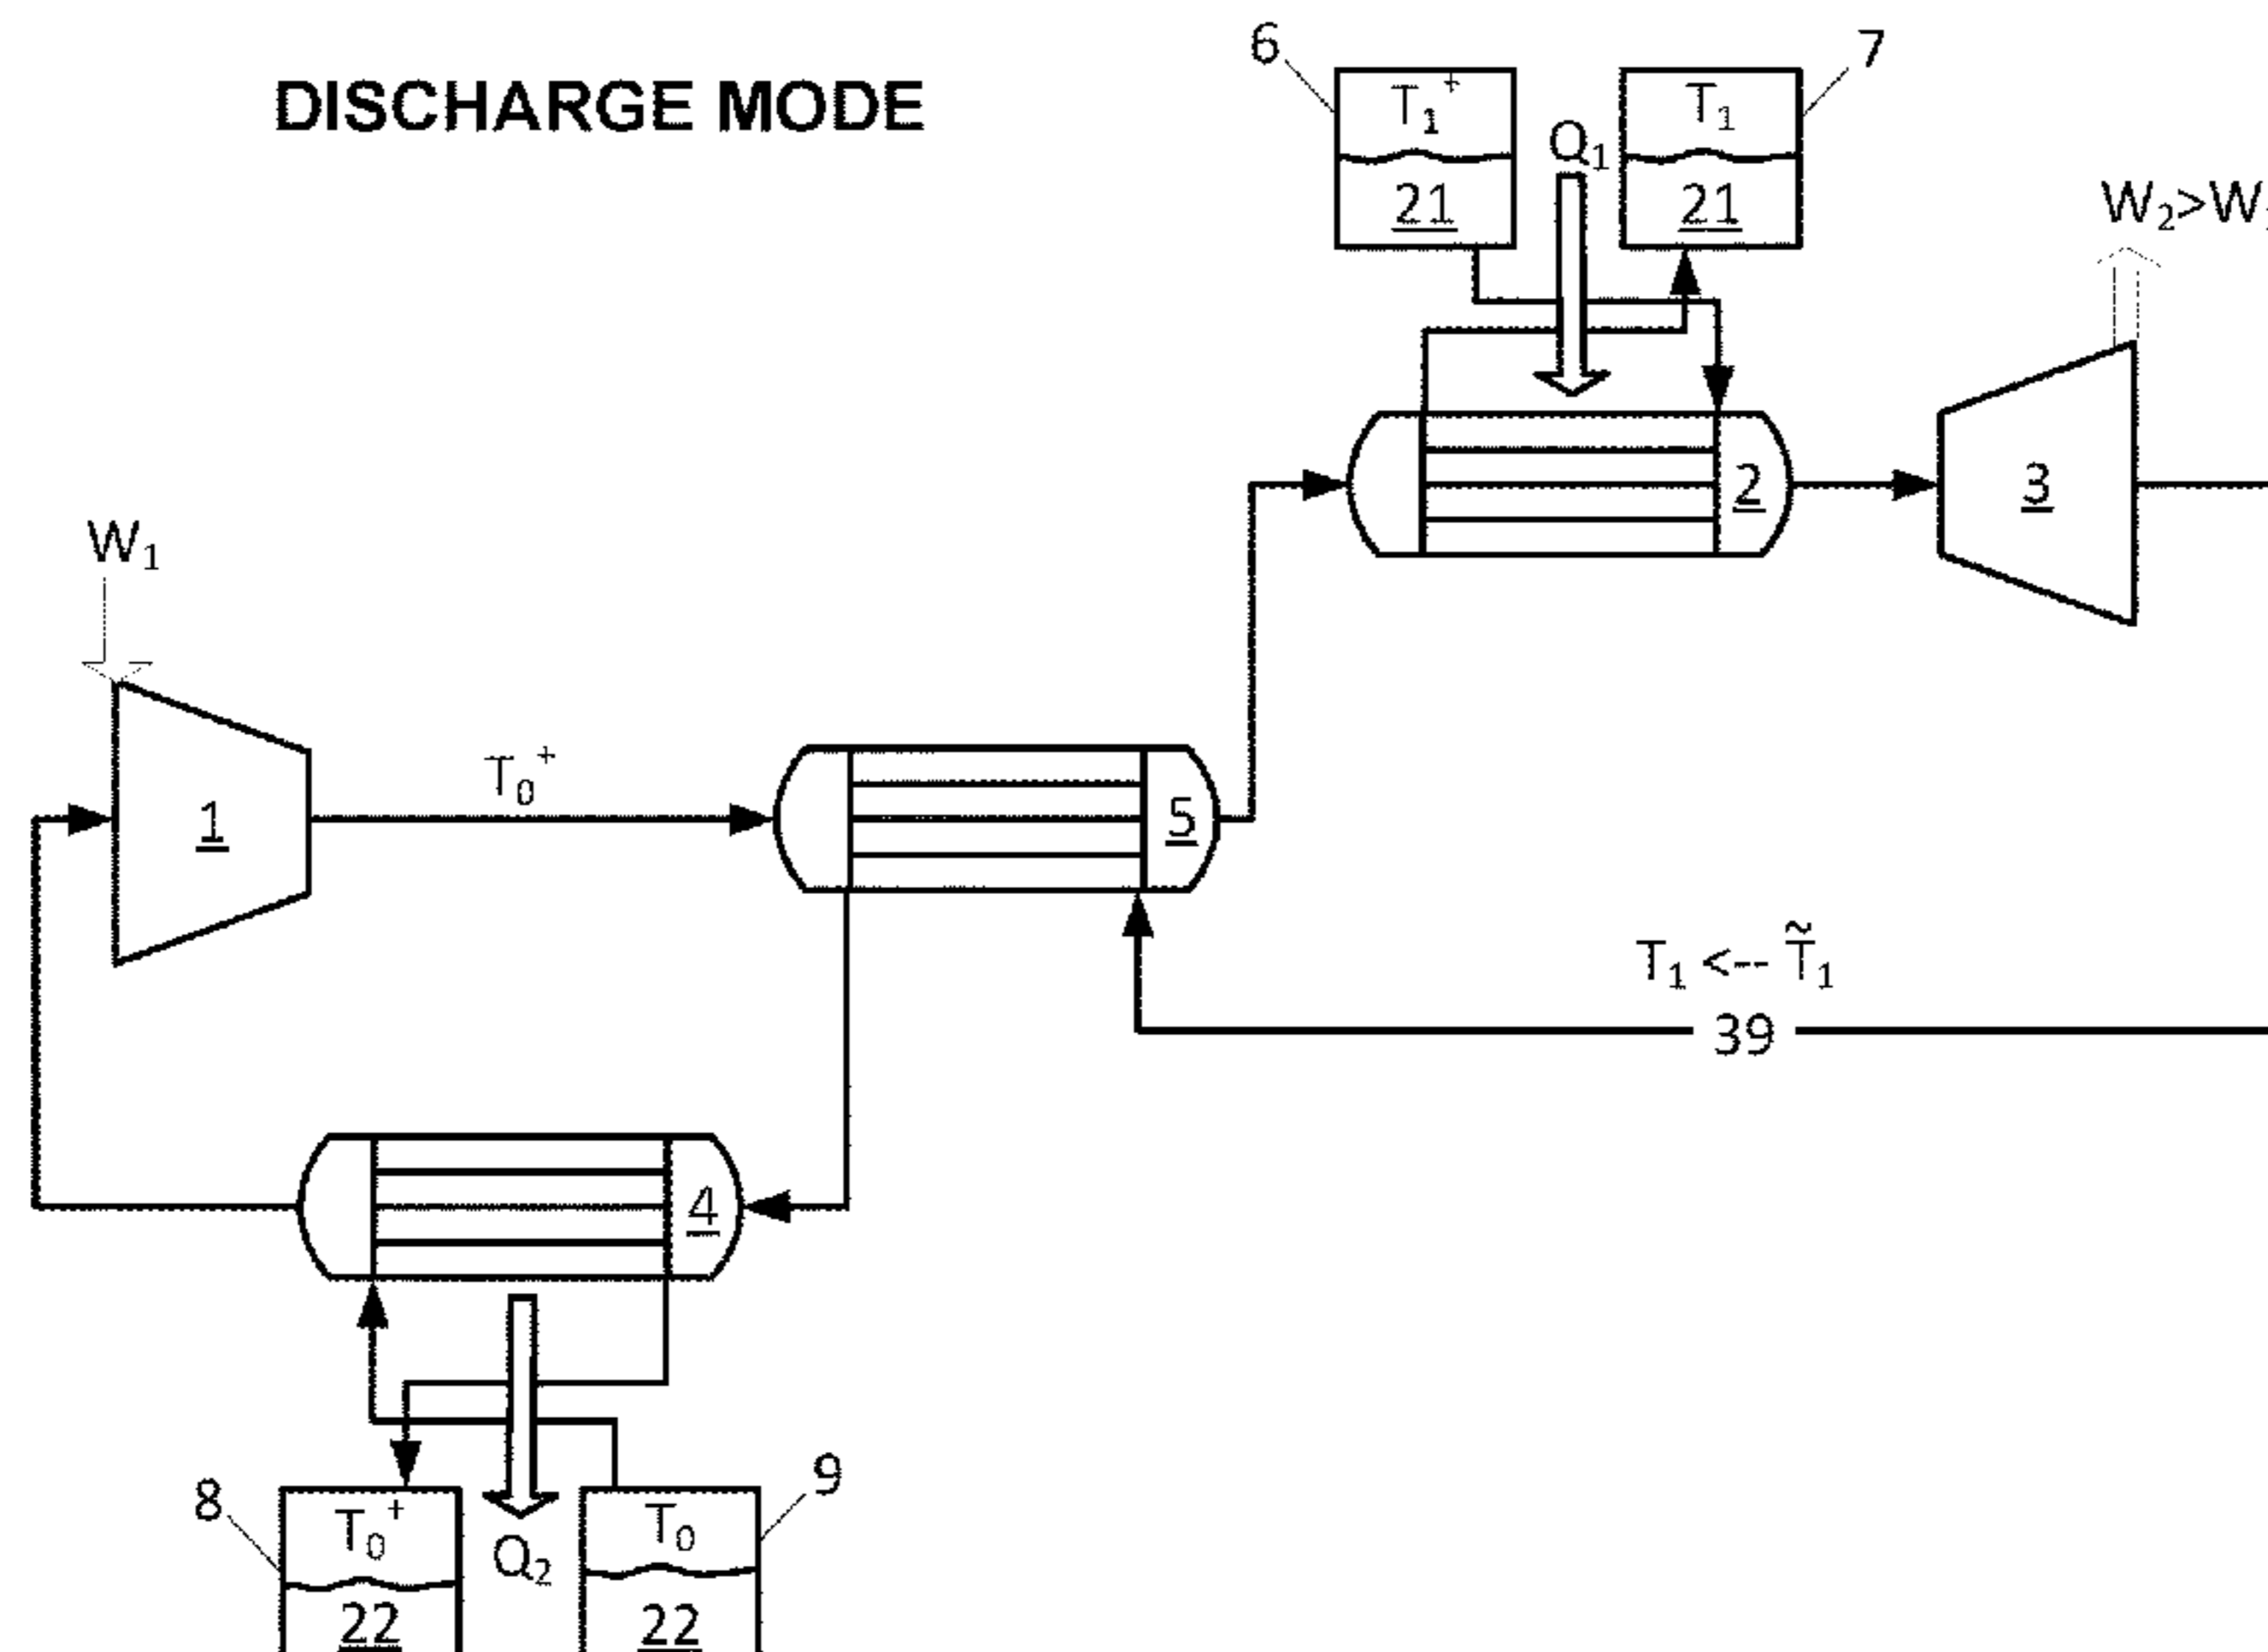 DISCHARGE MODE
6
7
T₁⁺
T₁
Q₁
21
21
W₂>W
2
3
W₁
T₀⁺
1
5
T₁ <-- T̃₁
39
4
8
9
T₀⁺
T₀
Q₂
22
22